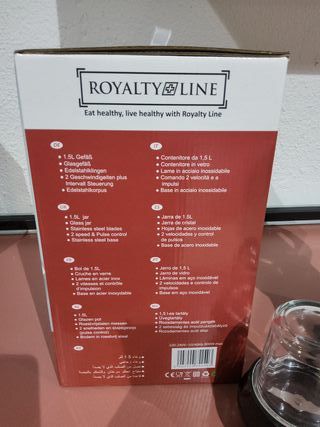 ROYALTY LINE
Eat healthy, live healthy with Royalty Line
DE
• 1.5L Gefäß
• Glasgefäß
• Edelstahlklingen
• 2 Geschwindigeiten plus
Intervall Steuerung
• Edelstahlkorpus
• 1.5L jar
• Glass jar
• Stainless steel blades
• 2 speed & Pulse control
• Stainless steel base
FR
• Bol de 1.5L
• Cruche en verre
• Lames en acier inox
• 2 vitesses et contrôle
d'impulsion
• Base en acier inoxydable
• 1.5L
• Glazen pot
• Roestvrijstalen messen
• 2 snelheden en
(pulse control)
• Bodem in roestvrij staal
IT
• Contenitore da 1,5 L
• Contenitore in vetro
• Lame in acciaio inossidabile
• Comando 2 velocità e a
impulsi
• Base in acciaio inossidabile
• Jarra de 1.5L
• Jarra de cristal
• Hojas de acero inoxidable
• 2 velocidades y control
de pulsos
• Base de acero inoxidable
PT
• Jarro de 1,5 L
• Jarro de vidro
• Lâminas em aço inoxidável
• 2 velocidades e controlo de
impulsos
• Base em aço inoxidável
• 1,5 l-es tartály
• Üvegtartály
• Rozsdamentes acél
• 2 sebesség és
• Rozsdamentes acél